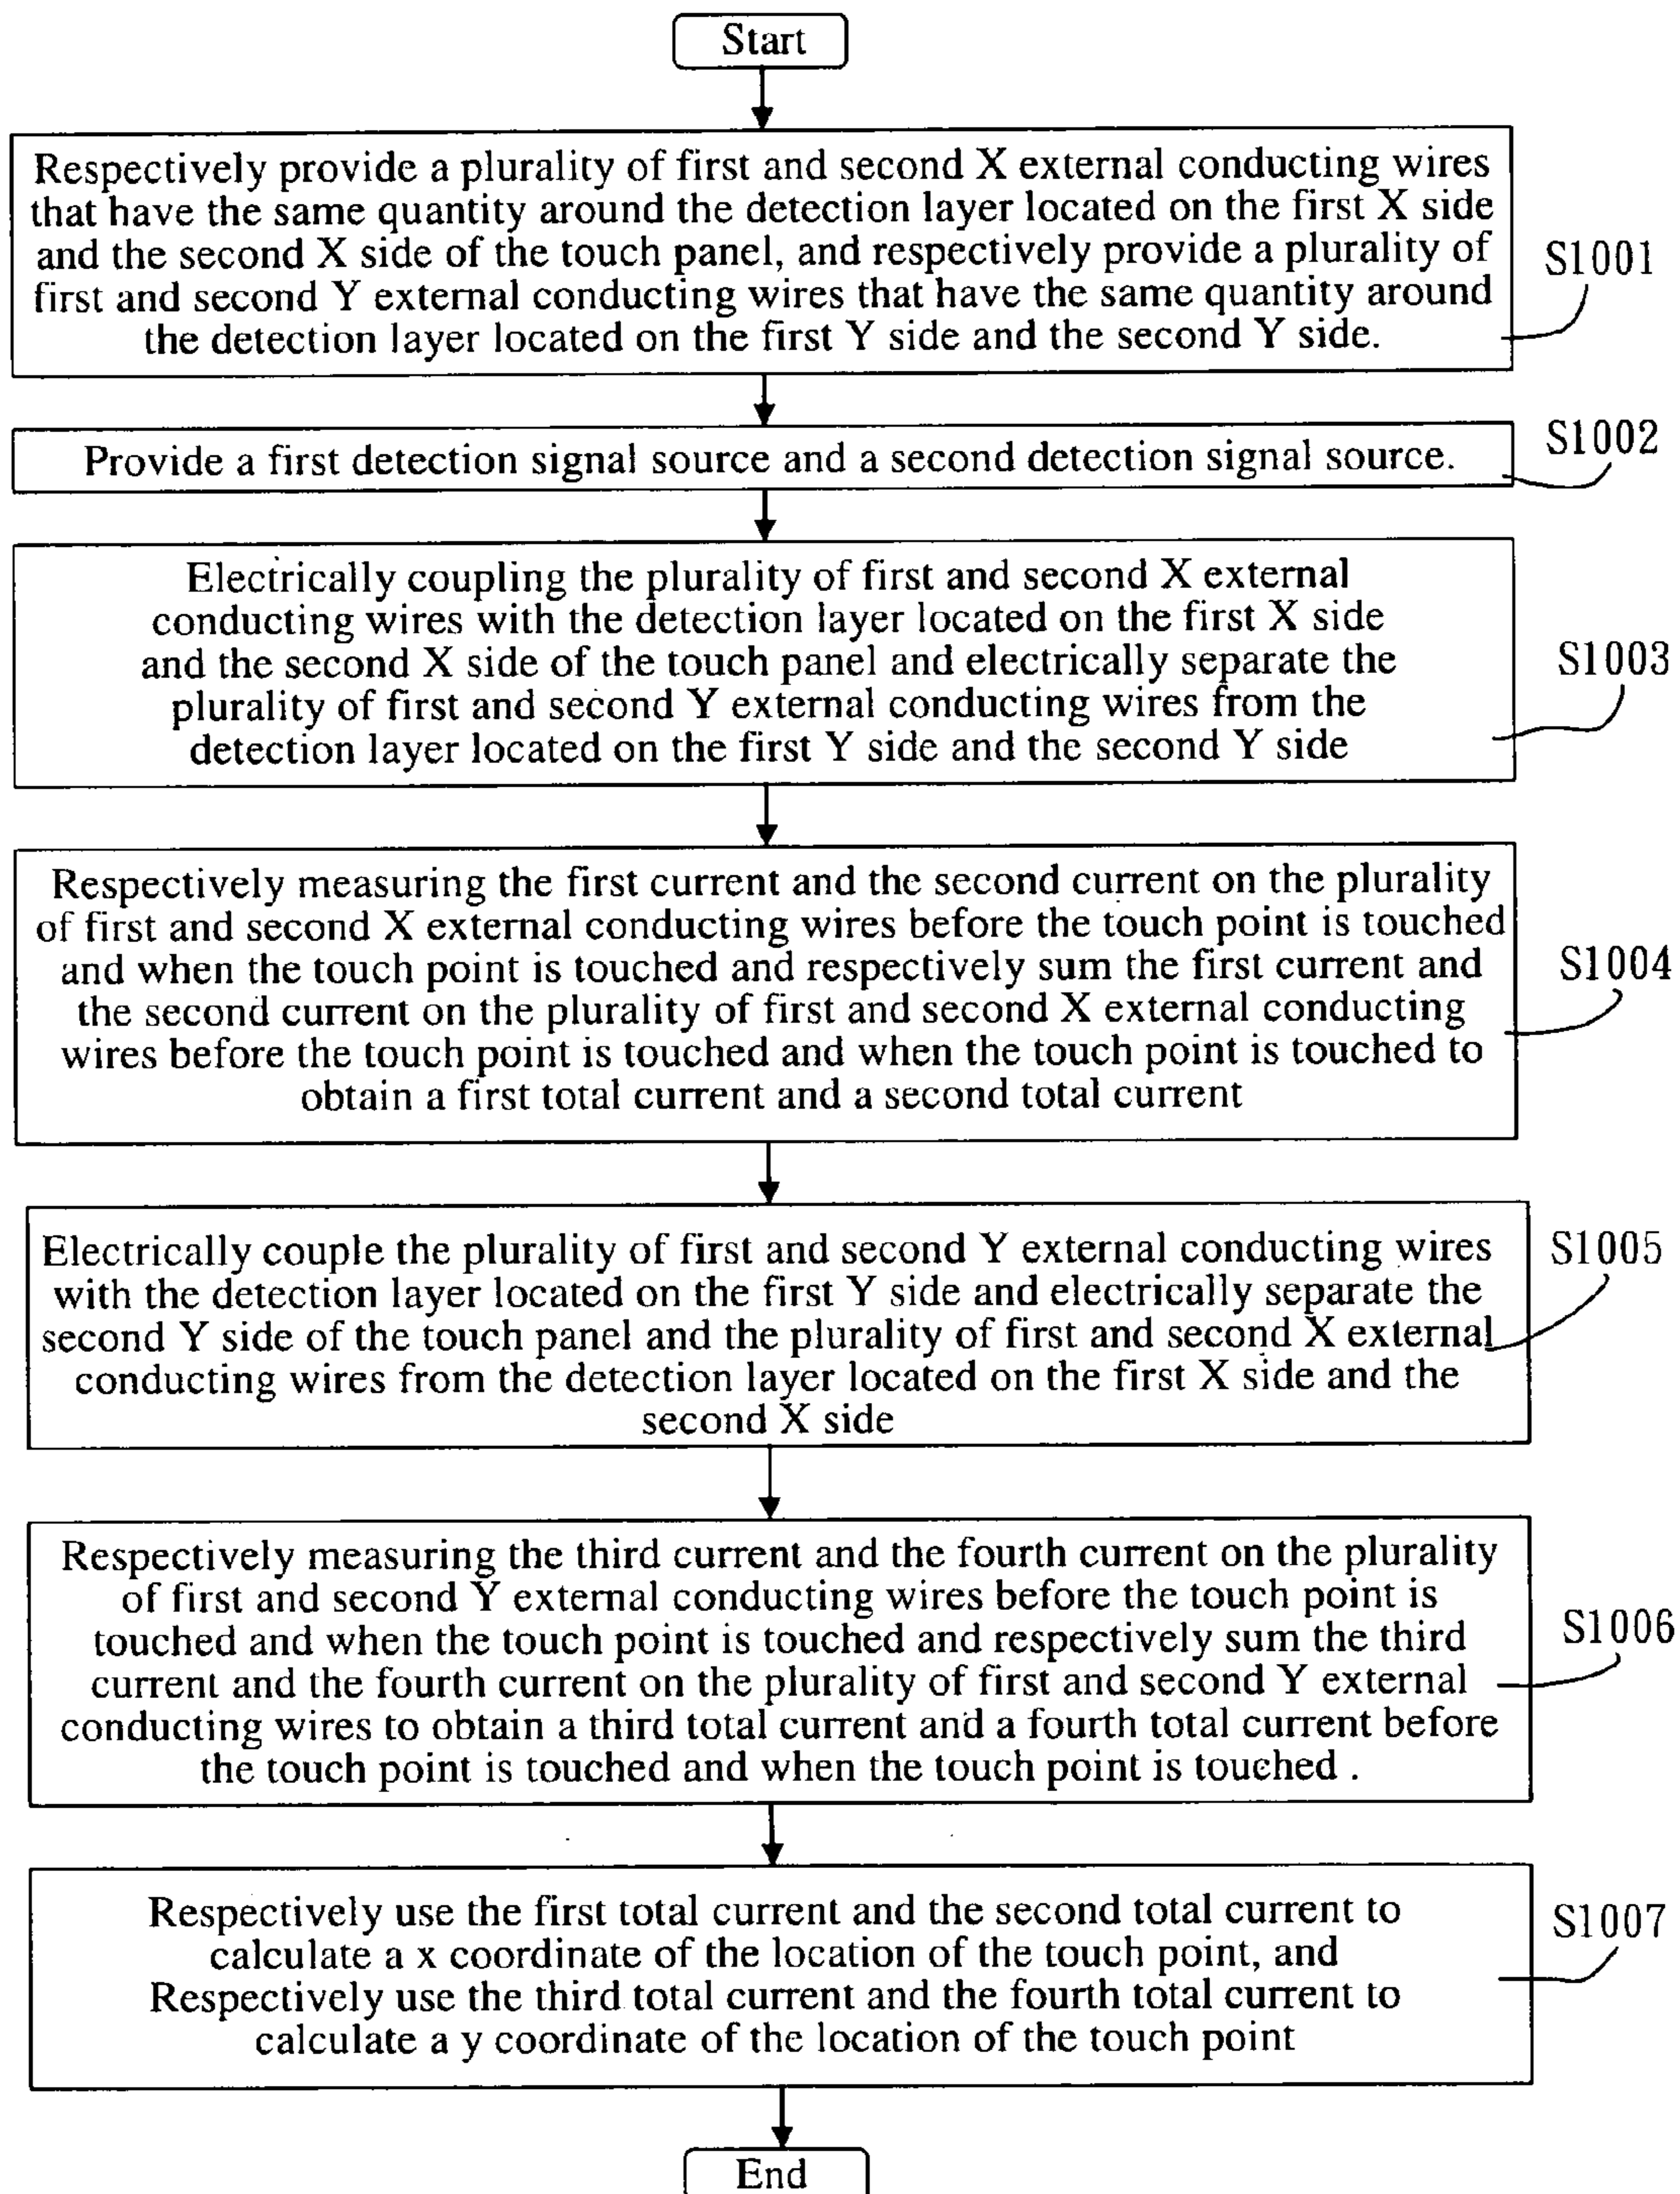 Start
Respectively provide a plurality of first and second X external conducting wires
that have the same quantity around the detection layer located on the first X side
and the second X side of the touch panel, and respectively provide a plurality of
first and second Y external conducting wires that have the same quantity around
the detection layer located on the first Y side and the second Y side.
S1001
Provide a first detection signal source and a second detection signal source.
S1002
Electrically coupling the plurality of first and second X external
conducting wires with the detection layer located on the first X side
and the second X side of the touch panel and electrically separate the
plurality of first and second Y external conducting wires from the
detection layer located on the first Y side and the second Y side
S1003
Respectively measuring the first current and the second current on the plurality
of first and second X external conducting wires before the touch point is touched
and when the touch point is touched and respectively sum the first current and
the second current on the plurality of first and second X external conducting
wires before the touch point is touched and when the touch point is touched to
obtain a first total current and a second total current
S1004
Electrically couple the plurality of first and second Y external conducting wires
with the detection layer located on the first Y side and electrically separate the
second Y side of the touch panel and the plurality of first and second X external
conducting wires from the detection layer located on the first X side and the
second X side
S1005
Respectively measuring the third current and the fourth current on the plurality
of first and second Y external conducting wires before the touch point is
touched and when the touch point is touched and respectively sum the third
current and the fourth current on the plurality of first and second Y external
conducting wires to obtain a third total current and a fourth total current before
the touch point is touched and when the touch point is touched .
S1006
Respectively use the first total current and the second total current to
calculate a x coordinate of the location of the touch point, and
Respectively use the third total current and the fourth total current to
calculate a y coordinate of the location of the touch point
S1007
End